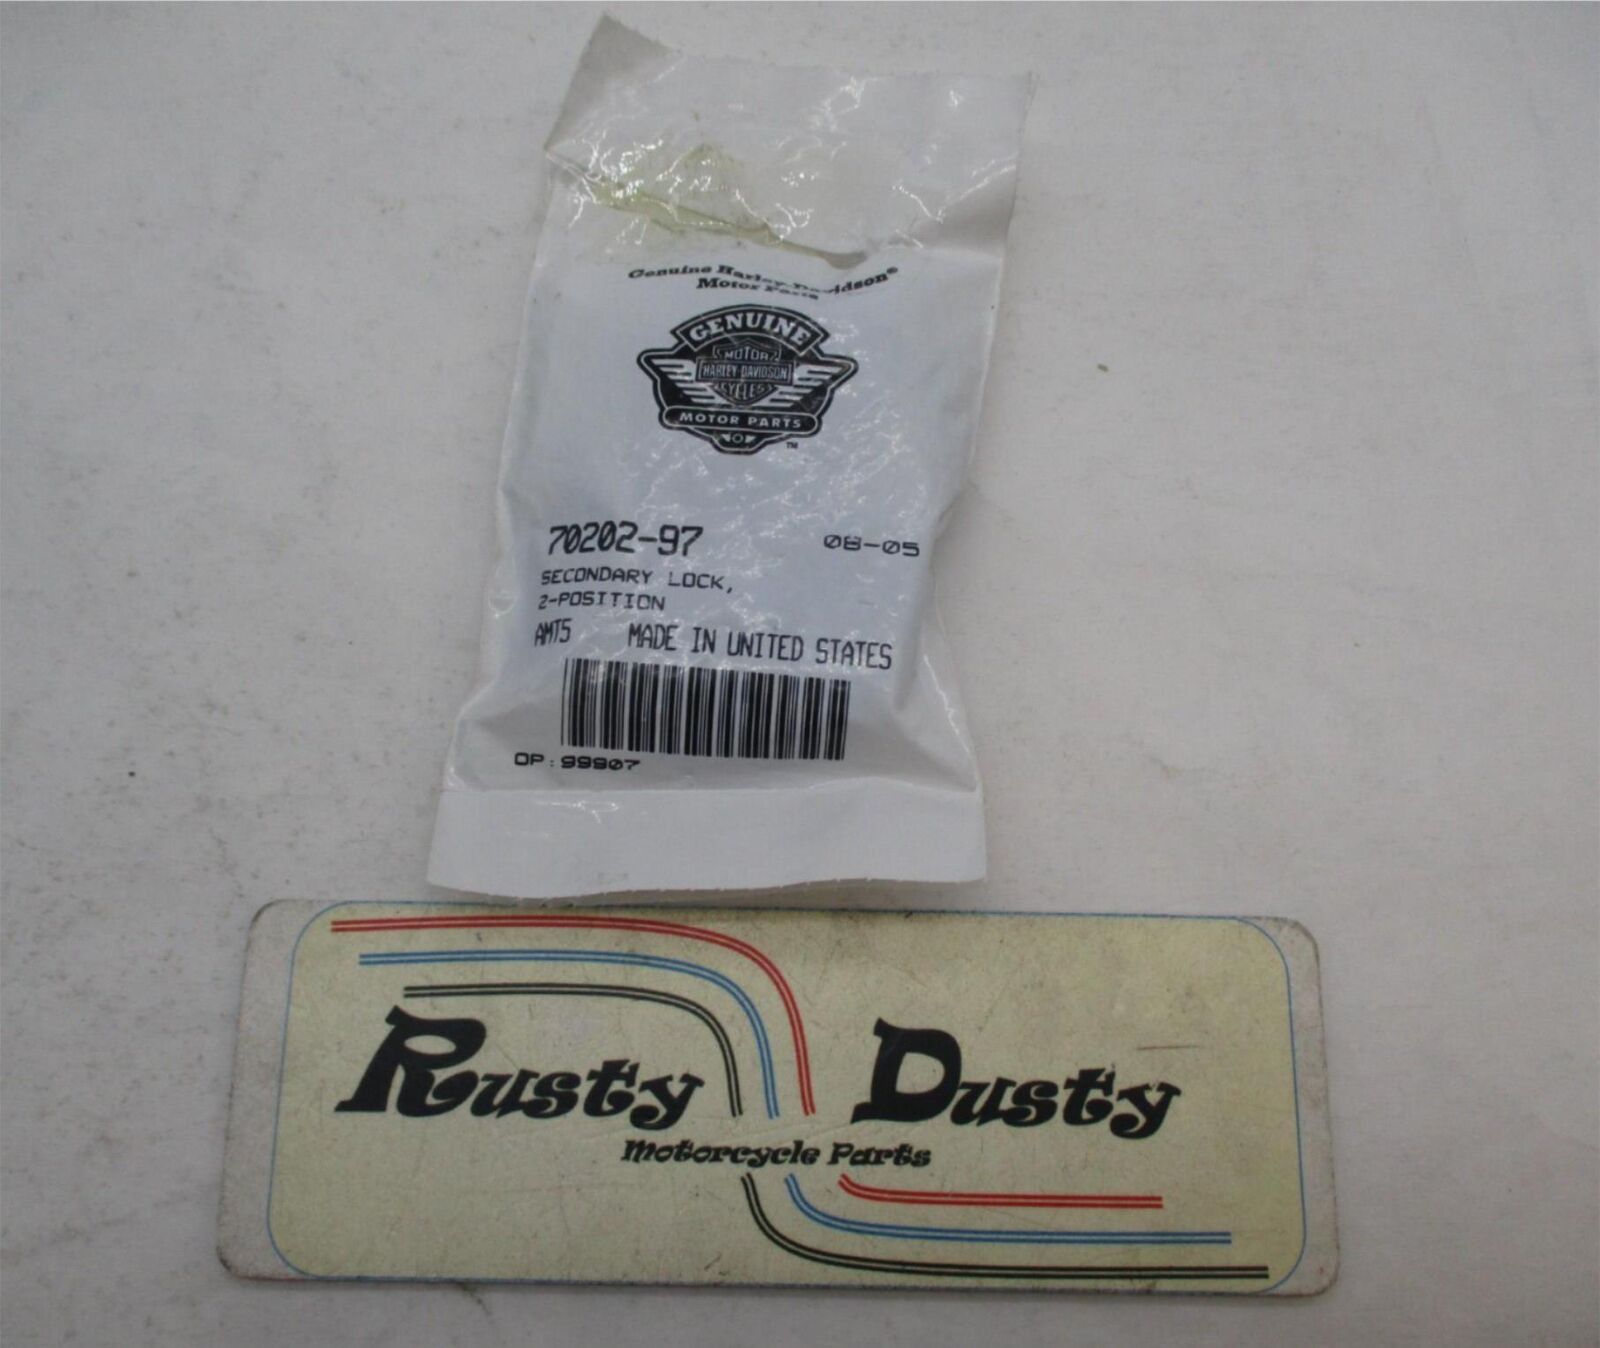 Genuine Harley-Davidson®
Motor Parts
GENUINE
MOTOR
HARLEY-DAVIDSON
CYCLES
MOTOR PARTS
TM
70202-97 08-05
SECONDARY LOCK,
2-POSITION
AMT5 MADE IN UNITED STATES
OP: 99907
Rusty Dusty
Motorcycle Parts